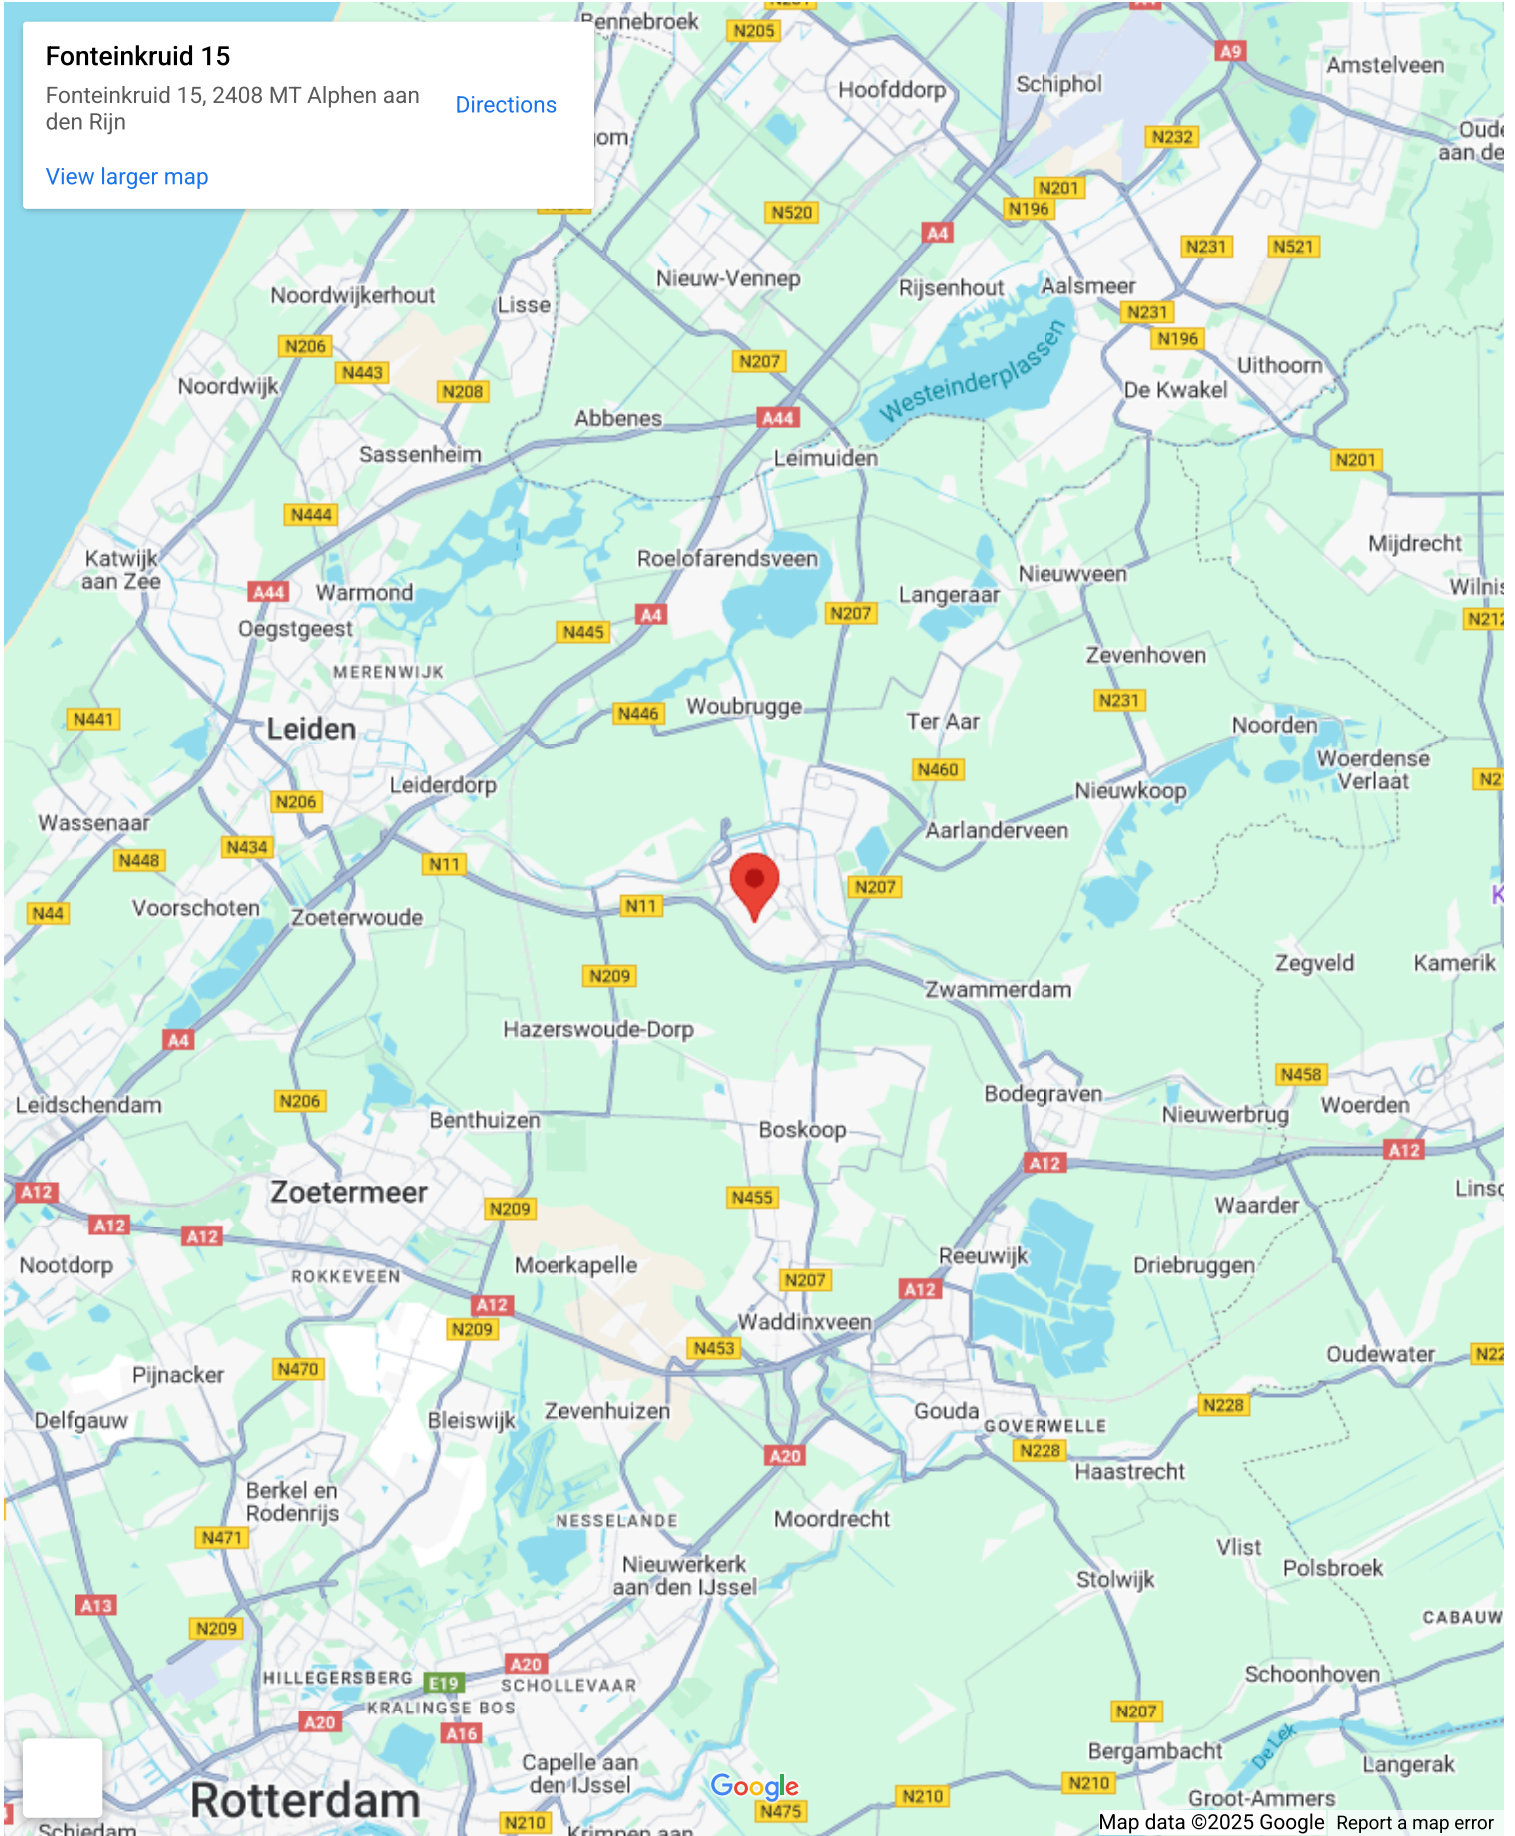 Fonteinkruid 15
Fonteinkruid 15, 2408 MT Alphen aan
den Rijn
Directions
View larger map
Bennebroek
N205
A9
Amstelveen
Hoofddorp
Schiphol
N232
N201
N196
N520
A4
N231
N521
Noordwijkerhout
Lisse
Nieuw-Vennep
Rijsenhout
Aalsmeer
N231
N206
N443
N208
N207
N196
Noordwijk
Westeinderplassen
De Kwakel
Uithoorn
Abbenes
A44
Sassenheim
Leimuiden
N201
N444
Katwijk
aan Zee
Roelofarendsveen
Mijdrecht
A44
Warmond
Langeraar
Nieuwveen
A4
N207
Oegstgeest
N445
Zevenhoven
MERENWIJK
N441
N446
Woubrugge
Ter Aar
N231
Noorden
Leiden
Woerdense
Verlaat
N460
Leiderdorp
Nieuwkoop
N206
Wassenaar
Aarlanderveen
N434
N448
N11
N207
N44
Voorschoten
Zoeterwoude
N11
N209
Zegveld
Kamerik
Zwammerdam
Hazerswoude-Dorp
A4
N458
Leidschendam
N206
Benthuizen
Bodegraven
Nieuwerbrug
Woerden
Boskoop
A12
A12
A12
Zoetermeer
N209
N455
Waarder
A12
A12
Nootdorp
ROKKEVEEN
Moerkapelle
Reeuwijk
Driebruggen
N207
A12
A12
N209
Waddinxveen
N453
Oudewater
Pijnacker
N470
N228
Delfgauw
Bleiswijk
Zevenhuizen
Gouda
GOVERWELLE
A20
N228
Haastrecht
Berkel en
Rodenrijs
NESSELANDE
Moordrecht
N471
Nieuwerkerk
aan den IJssel
Vlist
Polsbroek
Stolwijk
A13
N209
HILLEGERSBERG
E19
A20
SCHOLLEVAAR
Schoonhoven
KRALINGSE BOS
A20
A16
N207
De Lek
Bergambacht
Langerak
Capelle aan
den IJssel
Google
N210
N210
Rotterdam
N475
N210
Groot-Ammers
Map data ©2025 Google
Report a map error